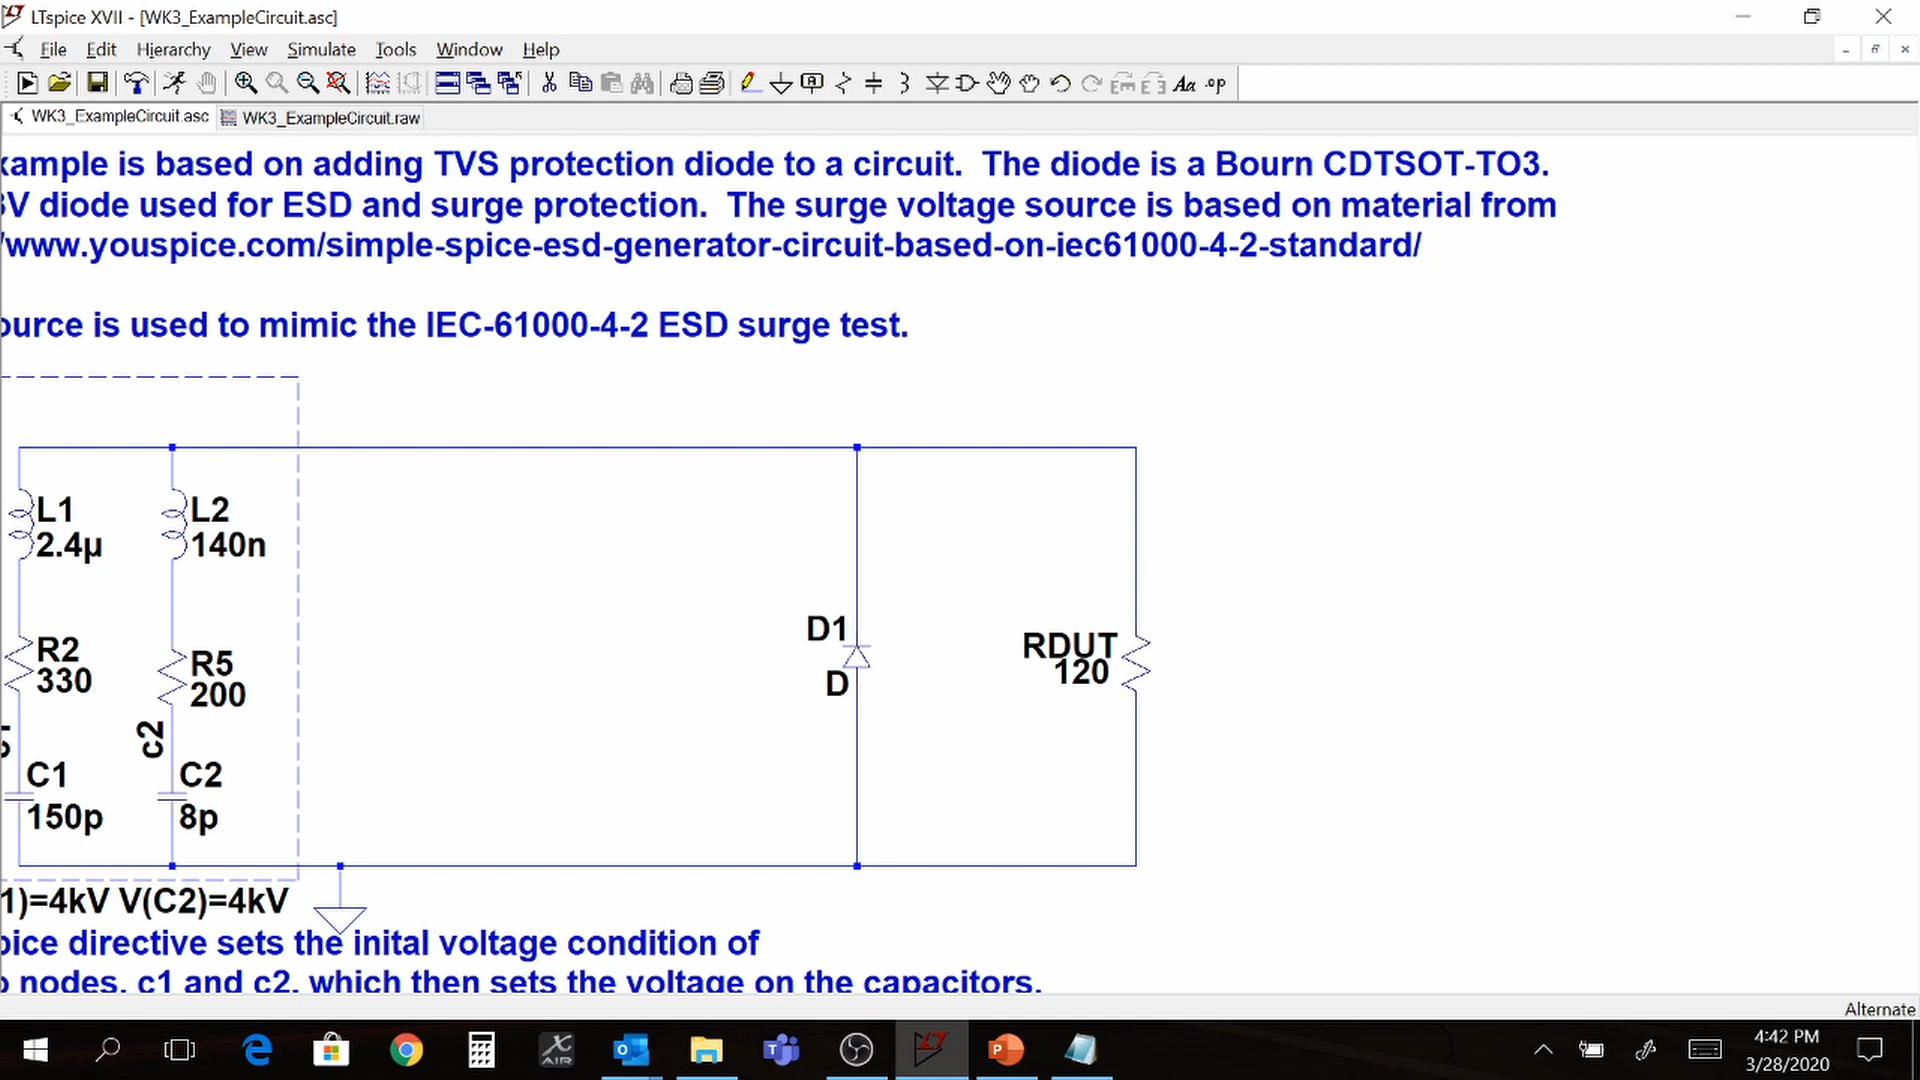 LTspice XVII - [WK3_ExampleCircuit.asc]
File Edit Hierarchy View Simulate Tools Window Help
WK3_ExampleCircuit.asc WK3_ExampleCircuit.raw
xample is based on adding TVS protection diode to a circuit. The diode is a Bourn CDTSOT-TO3.
3V diode used for ESD and surge protection. The surge voltage source is based on material from
/www.youspice.com/simple-spice-esd-generator-circuit-based-on-iec61000-4-2-standard/
ource is used to mimic the IEC-61000-4-2 ESD surge test.
L1
2.4µ
L2
140n
R2
330
R5
200
c2
C1
150p
C2
8p
D1
D
RDUT
120
1)=4kV V(C2)=4kV
pice directive sets the inital voltage condition of
o nodes, c1 and c2, which then sets the voltage on the capacitors.
Alternate
4:42 PM
3/28/2020